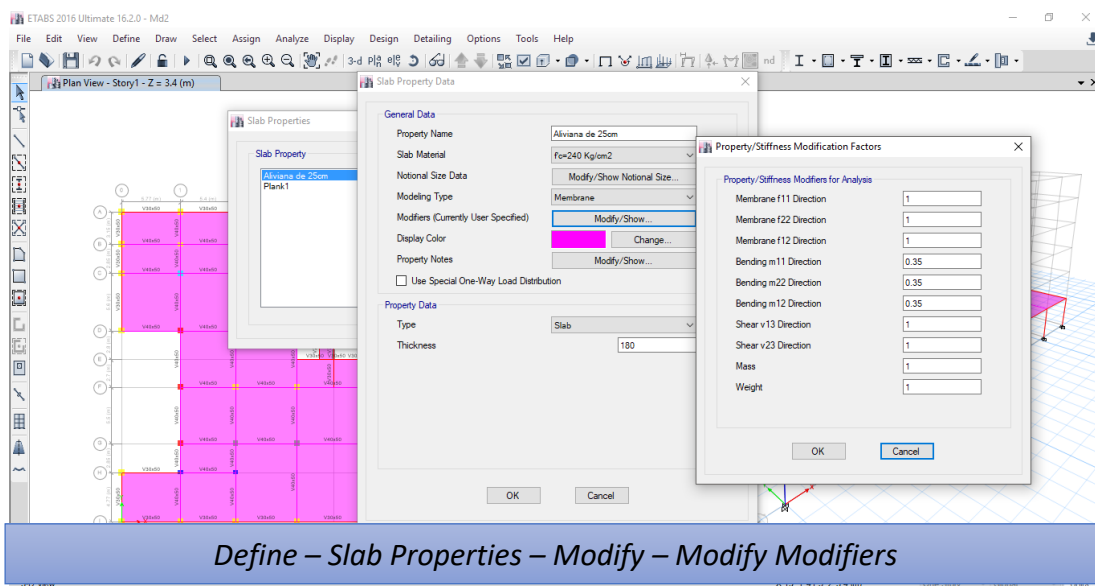 ETABS 2016 Ultimate 16.2.0 - Md2
File Edit View Define Draw Select Assign Analyze Display Design Detailing Options Tools Help
Plan View - Story1 - Z = 3.4 (m)
Slab Properties
Slab Property
Aliviana de 25cm
Plank1
Slab Property Data
General Data
Property Name Aliviana de 25cm
Slab Material f'c=240 Kg/cm2
Notional Size Data Modify/Show Notional Size...
Modeling Type Membrane
Modifiers (Currently User Specified) Modify/Show...
Display Color Change...
Property Notes Modify/Show...
Use Special One-Way Load Distribution
Property Data
Type Slab
Thickness 180
OK Cancel
Property/Stiffness Modification Factors
Property/Stiffness Modifiers for Analysis
Membrane f11 Direction 1
Membrane f22 Direction 1
Membrane f12 Direction 1
Bending m11 Direction 0.35
Bending m22 Direction 0.35
Bending m12 Direction 0.35
Shear v13 Direction 1
Shear v23 Direction 1
Mass 1
Weight 1
OK Cancel
Define – Slab Properties – Modify – Modify Modifiers